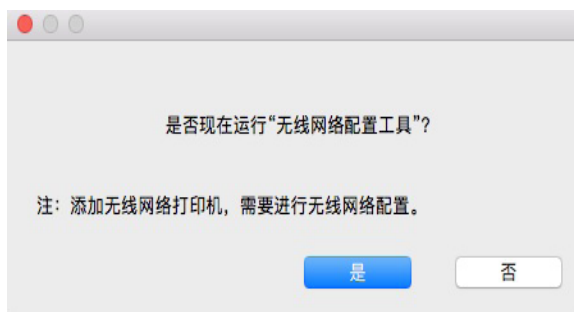 是否现在运行“无线网络配置工具”?
注：添加无线网络打印机，需要进行无线网络配置。
是
否